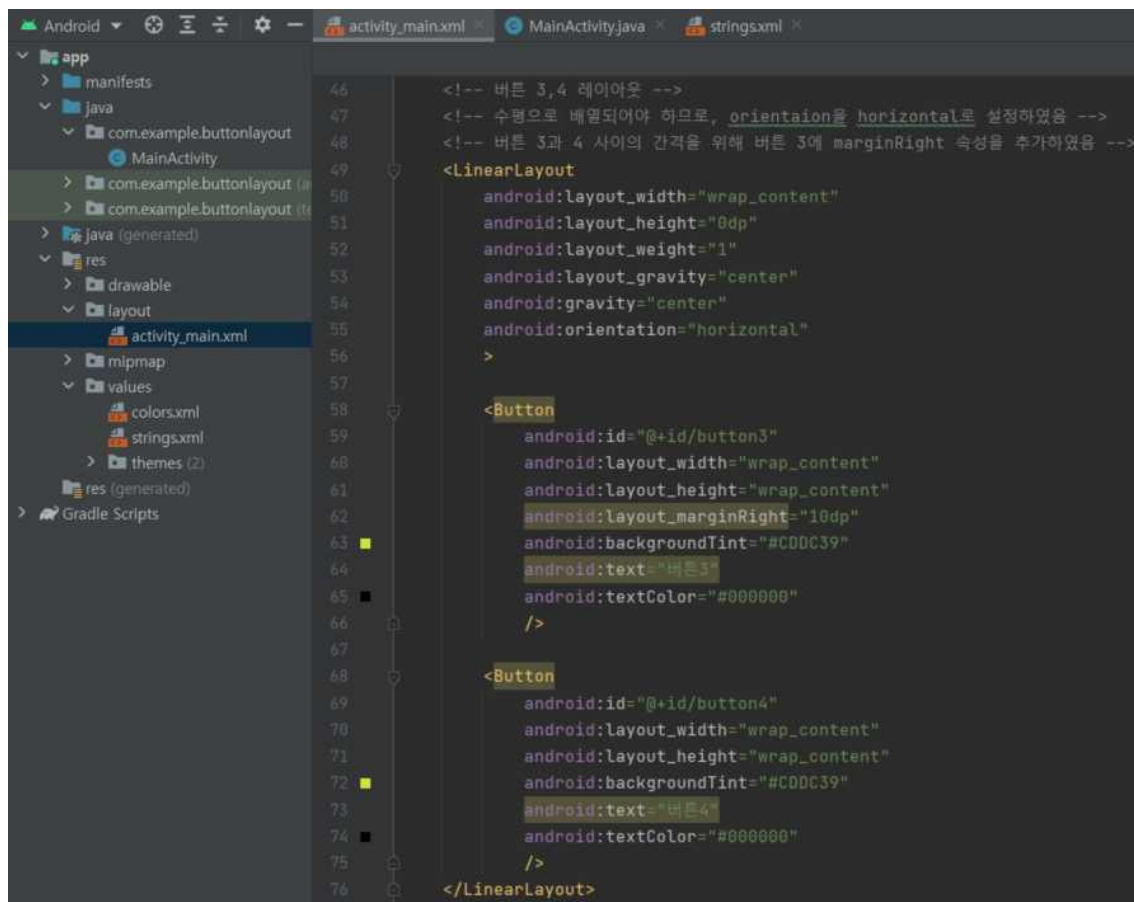 Android
activity_main.xml
MainActivity.java
strings.xml
app
manifests
java
com.example.buttonlayout
MainActivity
com.example.buttonlayout
com.example.buttonlayout
java (generated)
res
drawable
layout
activity_main.xml
mipmap
values
colors.xml
strings.xml
themes (2)
res (generated)
Gradle Scripts
46 <!-- 버튼 3,4 레이아웃 -->
47 <!-- 수평으로 배열되어야 하므로, orientaion을 horizontal로 설정하였음 -->
48 <!-- 버튼 3과 4 사이의 간격을 위해 버튼 3에 marginRight 속성을 추가하였음 -->
49 <LinearLayout
50 android:layout_width="wrap_content"
51 android:layout_height="0dp"
52 android:layout_weight="1"
53 android:layout_gravity="center"
54 android:gravity="center"
55 android:orientation="horizontal"
56 >
57
58 <Button
59 android:id="@+id/button3"
60 android:layout_width="wrap_content"
61 android:layout_height="wrap_content"
62 android:layout_marginRight="10dp"
63 android:backgroundTint="#CDDC39"
64 android:text="버튼3"
65 android:textColor="#000000"
66 />
67
68 <Button
69 android:id="@+id/button4"
70 android:layout_width="wrap_content"
71 android:layout_height="wrap_content"
72 android:backgroundTint="#CDDC39"
73 android:text="버튼4"
74 android:textColor="#000000"
75 />
76 </LinearLayout>